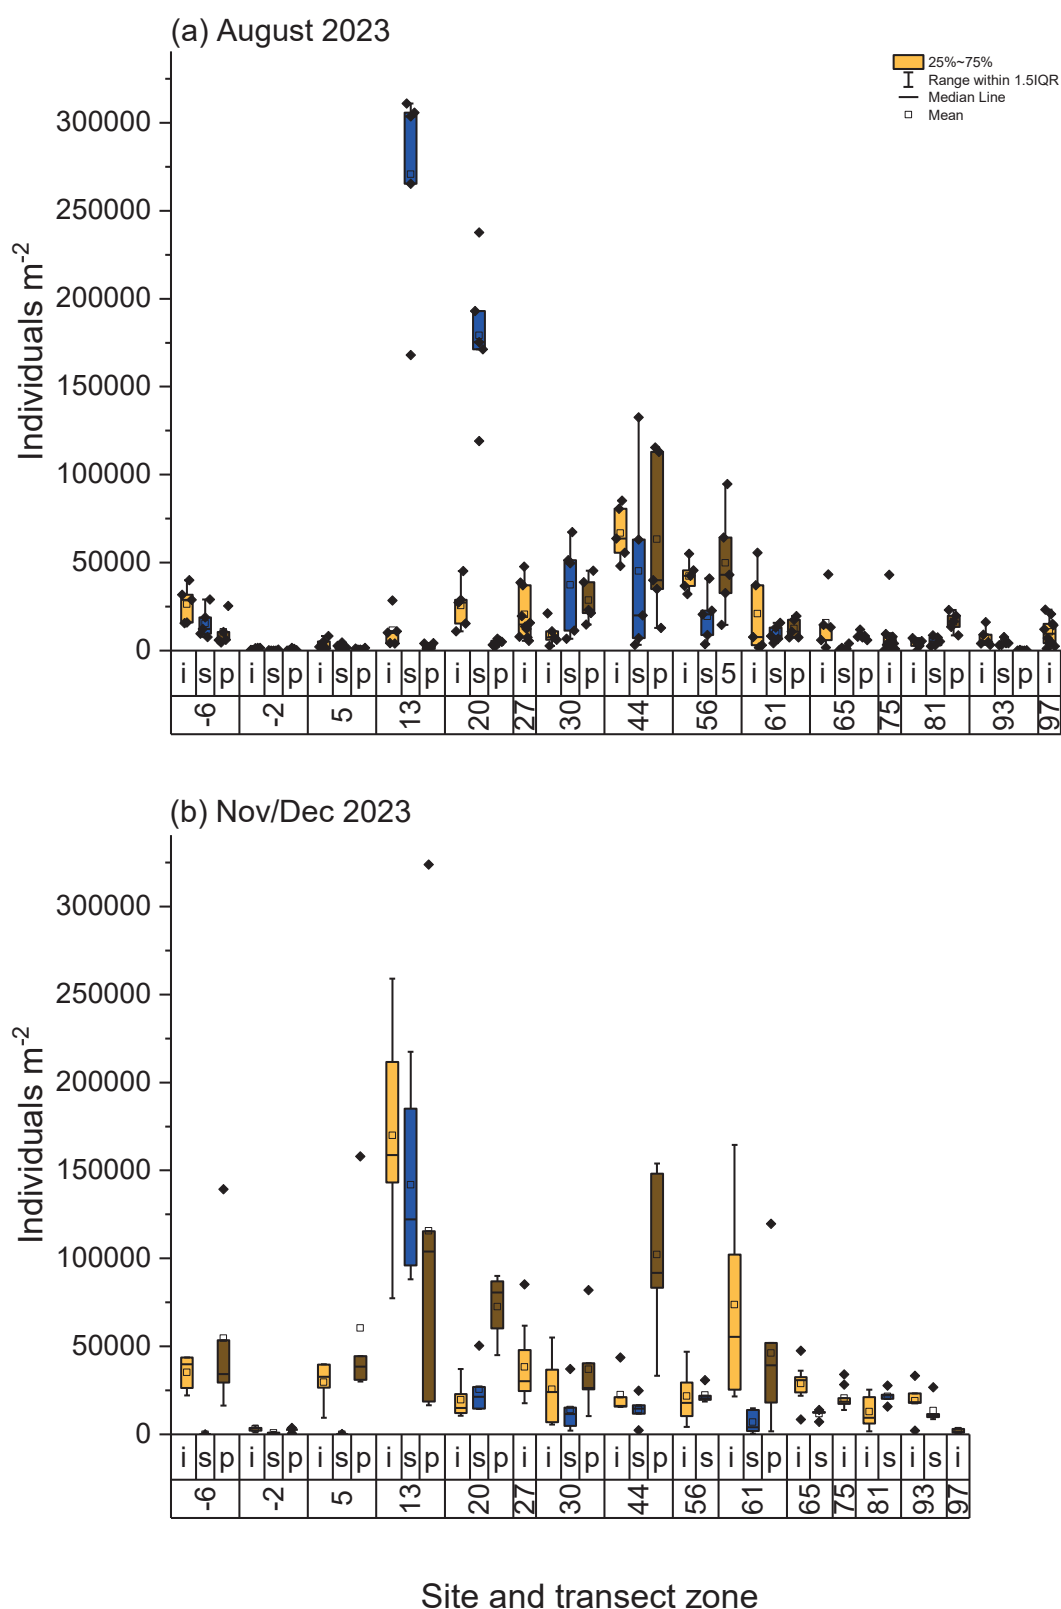 (a) August 2023
25%~75%
Range within 1.5IQR
Median Line
Mean
Individuals m-2
300000
250000
200000
150000
100000
50000
0
i s p i s p i s p i s p i s p i i s p i s p i s 5 i s p i s p i i s p i s p i
-6 -2 5 13 20 27 30 44 56 61 65 75 81 93 97
(b) Nov/Dec 2023
Individuals m-2
300000
250000
200000
150000
100000
50000
0
i s p i s p i s p i s p i s p i i s p i s p i s i s p i s i i s i s i
-6 -2 5 13 20 27 30 44 56 61 65 75 81 93 97
Site and transect zone